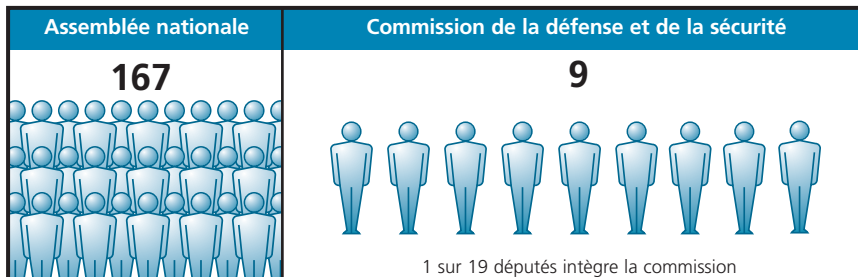 Assemblée nationale
167
Commission de la défense et de la sécurité
9
1 sur 19 députés intègre la commission